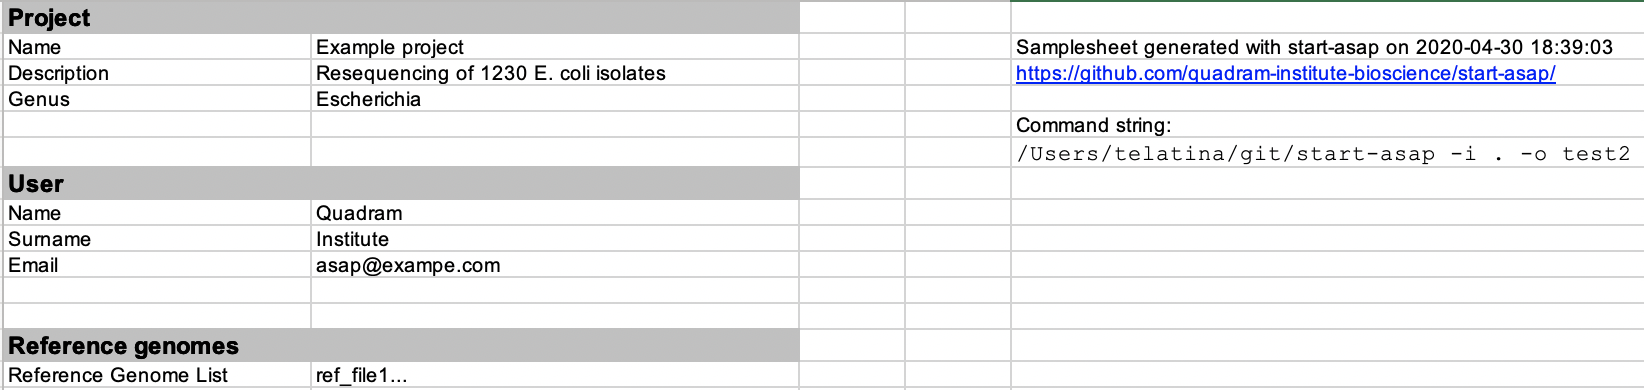 Project
Name Example project Samplesheet generated with start-asap on 2020-04-30 18:39:03
Description Resequencing of 1230 E. coli isolates https://github.com/quadram-institute-bioscience/start-asap/
Genus Escherichia
Command string:
/Users/telatina/git/start-asap -i . -o test2
User
Name Quadram
Surname Institute
Email asap@exampe.com
Reference genomes
Reference Genome List ref_file1...